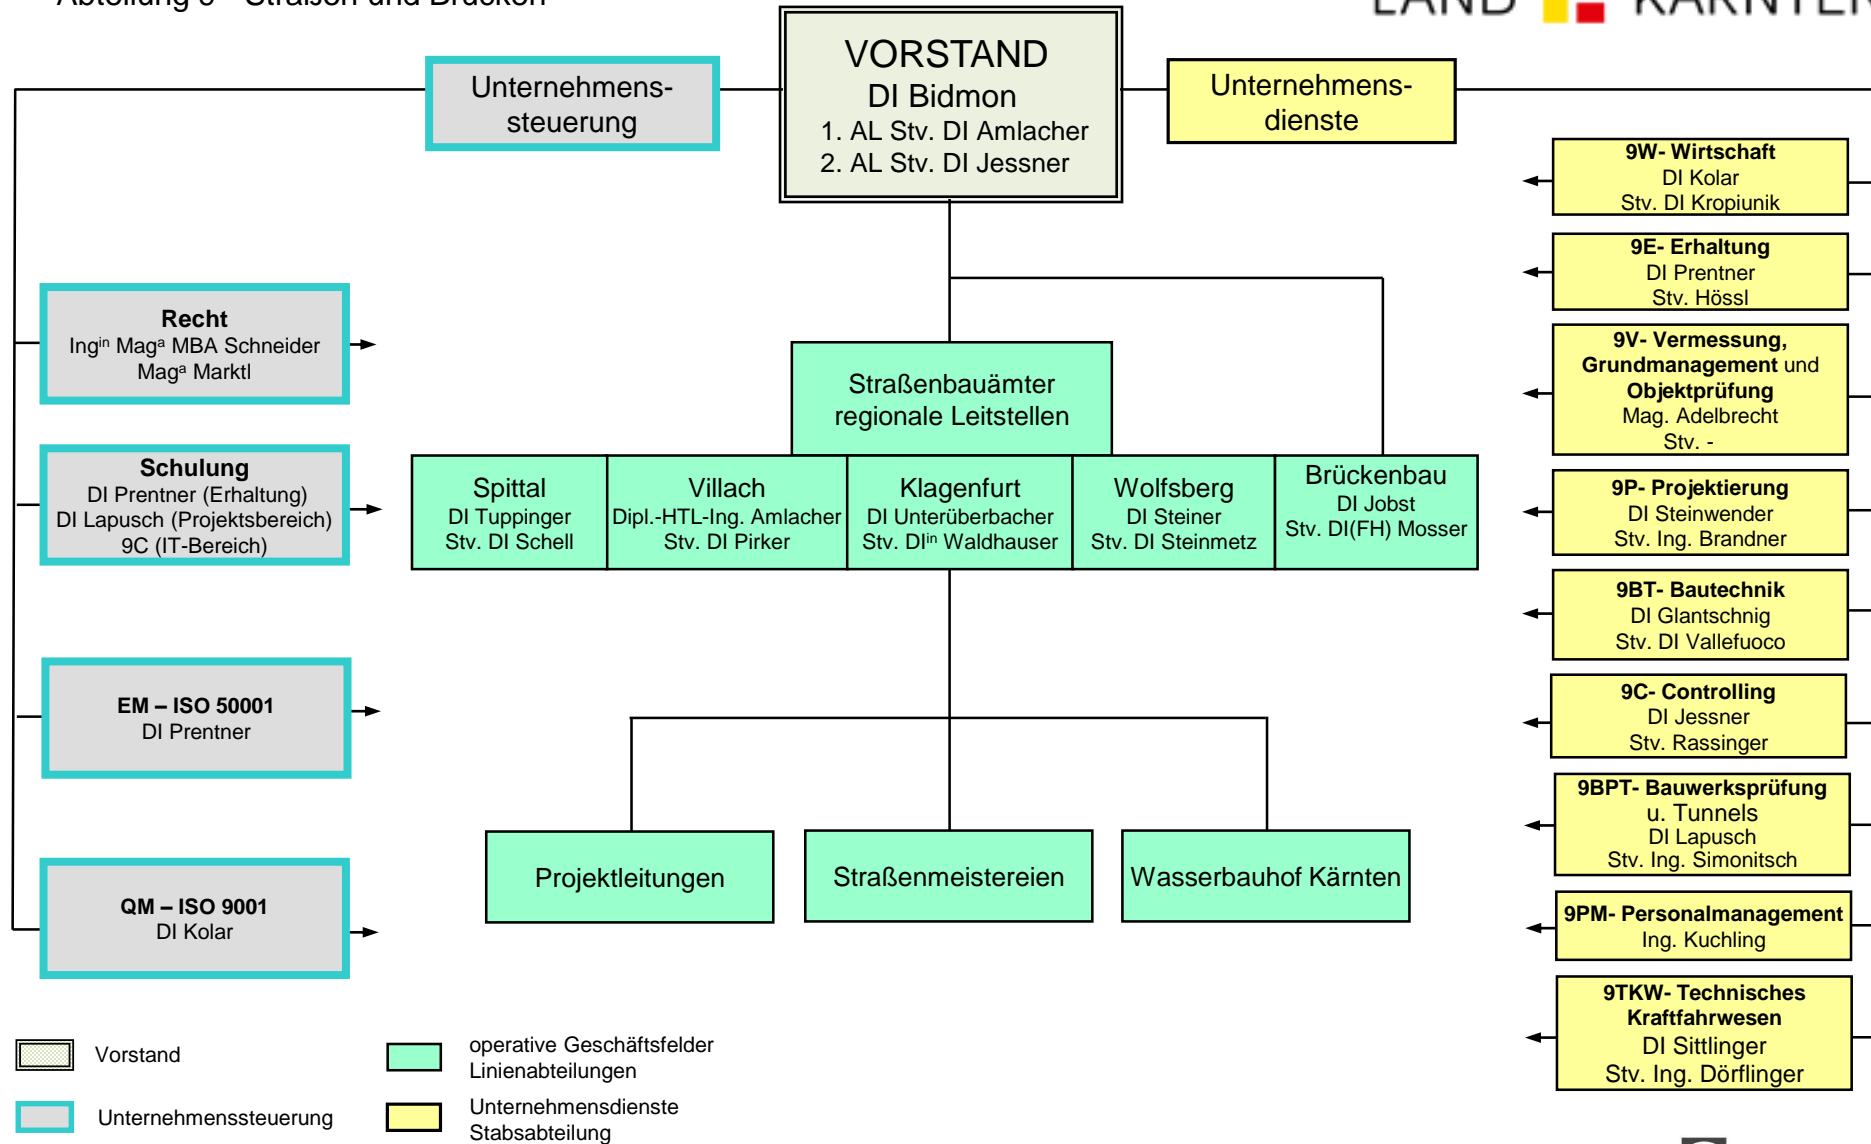 Abteilung 9 - Straßen und Brücken
LAND KÄRNTEN
VORSTAND
DI Bidmon
1. AL Stv. DI Amlacher
2. AL Stv. DI Jessner
Unternehmens-
steuerung
Unternehmens-
dienste
Recht
Ingⁱⁿ Magᵃ MBA Schneider
Magᵃ Marktl
Schulung
DI Prentner (Erhaltung)
DI Lapusch (Projektsbereich)
9C (IT-Bereich)
EM – ISO 50001
DI Prentner
QM – ISO 9001
DI Kolar
Straßenbauämter
regionale Leitstellen
Spittal
DI Tuppinger
Stv. DI Schell
Villach
Dipl.-HTL-Ing. Amlacher
Stv. DI Pirker
Klagenfurt
DI Unterüberbacher
Stv. DIⁱⁿ Waldhauser
Wolfsberg
DI Steiner
Stv. DI Steinmetz
Brückenbau
DI Jobst
Stv. DI(FH) Mosser
Projektleitungen
Straßenmeistereien
Wasserbauhof Kärnten
9W- Wirtschaft
DI Kolar
Stv. DI Kropiunik
9E- Erhaltung
DI Prentner
Stv. Hössl
9V- Vermessung,
Grundmanagement und
Objektprüfung
Mag. Adelbrecht
Stv. -
9P- Projektierung
DI Steinwender
Stv. Ing. Brandner
9BT- Bautechnik
DI Glantschnig
Stv. DI Vallefuoco
9C- Controlling
DI Jessner
Stv. Rassinger
9BPT- Bauwerksprüfung
u. Tunnels
DI Lapusch
Stv. Ing. Simonitsch
9PM- Personalmanagement
Ing. Kuchling
9TKW- Technisches
Kraftfahrwesen
DI Sittlinger
Stv. Ing. Dörflinger
Vorstand
operative Geschäftsfelder
Linienabteilungen
Unternehmenssteuerung
Unternehmensdienste
Stabsabteilung